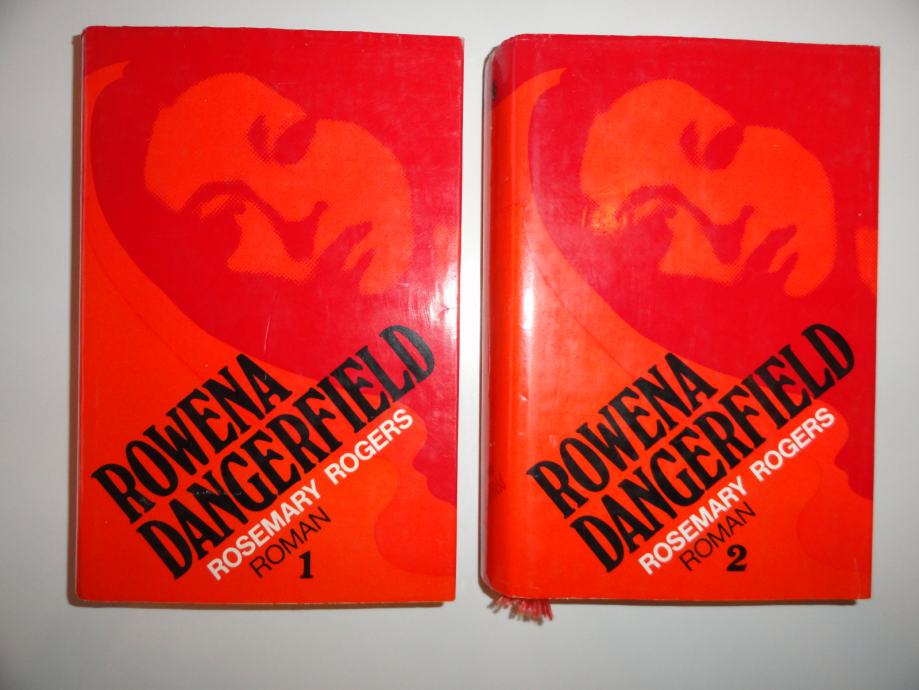 ROWENA
DANGERFIELD
ROSEMARY ROGERS
ROMAN
1
ROWENA
DANGERFIELD
ROSEMARY ROGERS
ROMAN
2